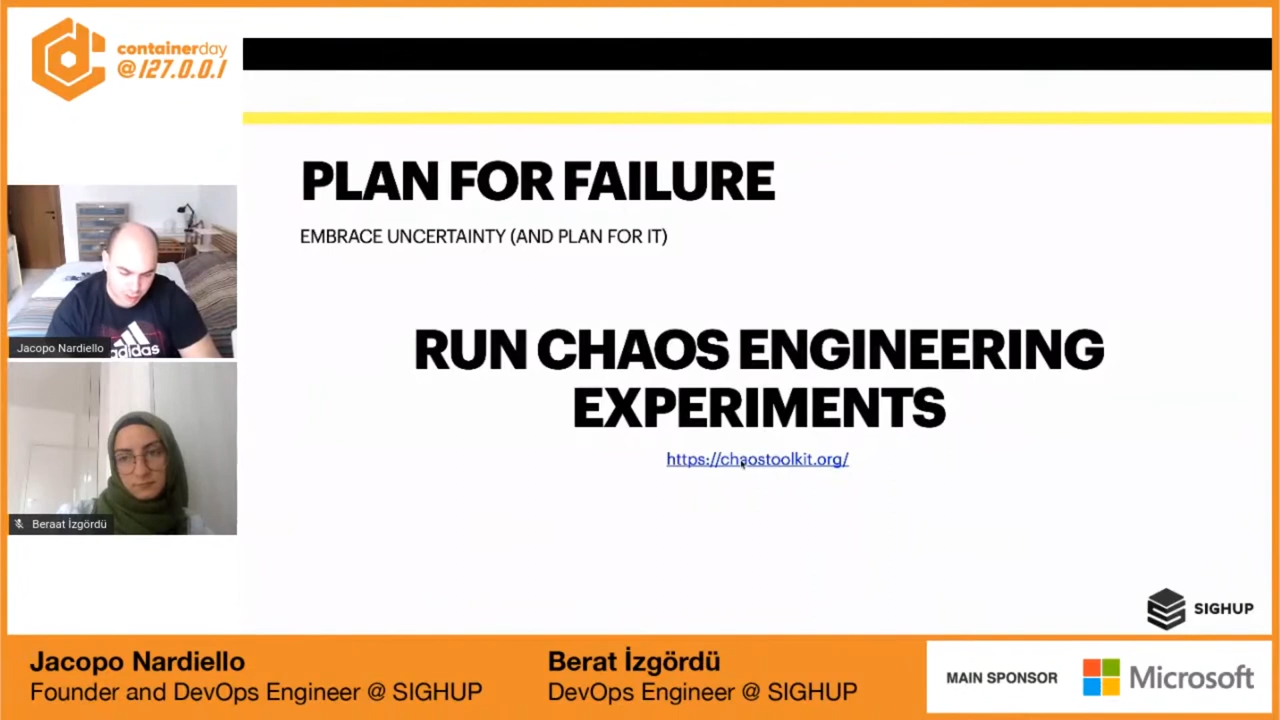 containerday
@127.0.0.1
PLAN FOR FAILURE
EMBRACE UNCERTAINTY (AND PLAN FOR IT)
RUN CHAOS ENGINEERING
EXPERIMENTS
https://chaostoolkit.org/
adidas
Jacopo Nardiello
Beraat İzgördü
SIGHUP
Jacopo Nardiello
Founder and DevOps Engineer @ SIGHUP
Berat İzgördü
DevOps Engineer @ SIGHUP
MAIN SPONSOR
Microsoft